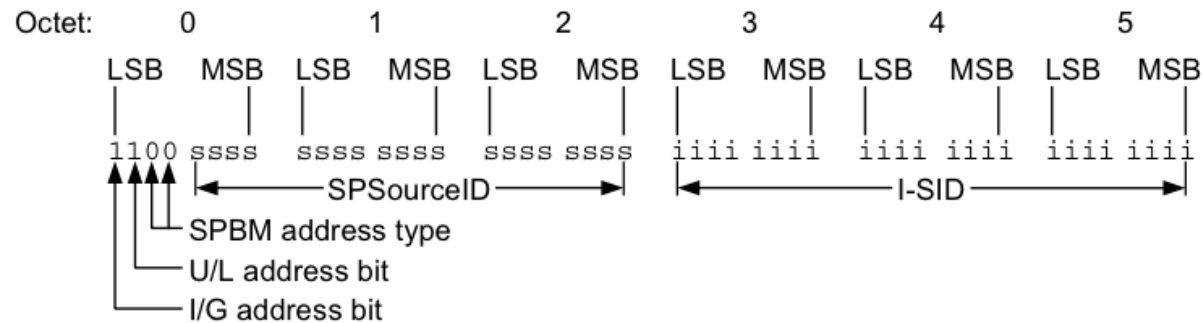 Octet: 0 1 2 3 4 5
LSB MSB LSB MSB LSB MSB LSB MSB LSB MSB LSB MSB
1100 ssss ssss ssss ssss ssss iiii iiii iiii iiii iiii iiii
SPSourceID I-SID
SPBM address type
U/L address bit
I/G address bit